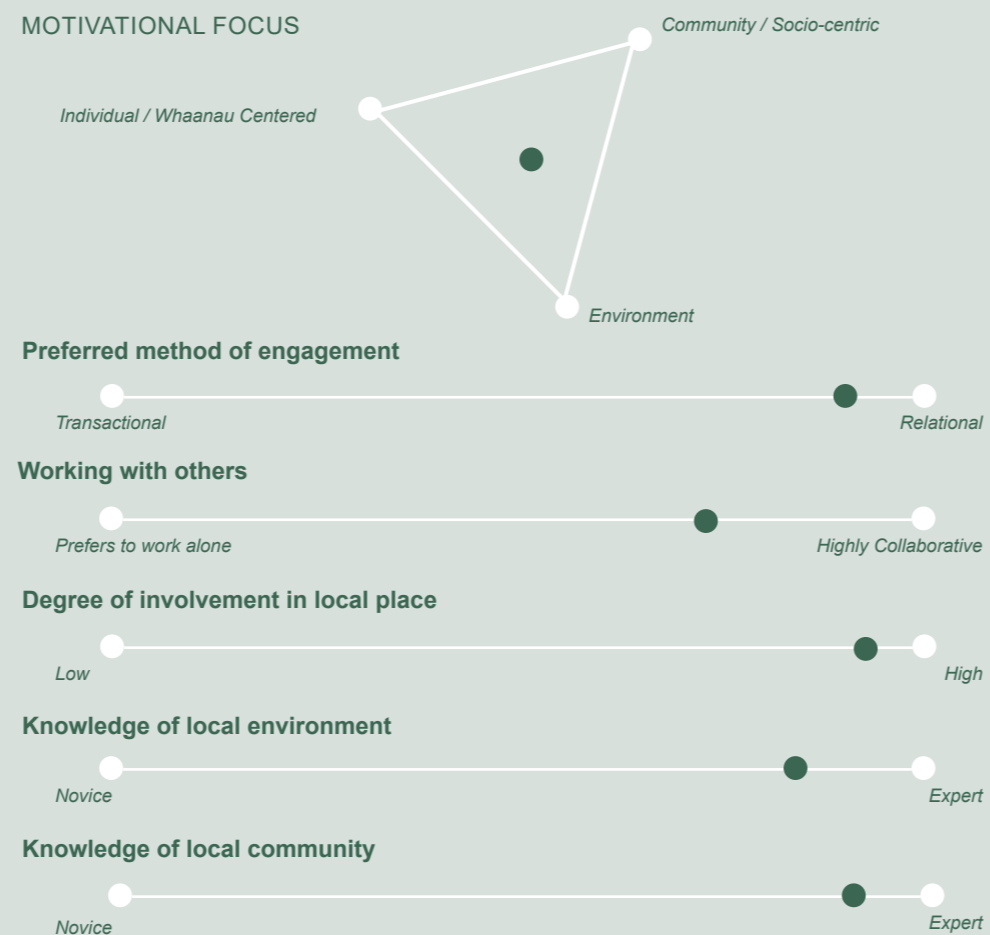 MOTIVATIONAL FOCUS
Community / Socio-centric
Individual / Whaanau Centered
Environment
Preferred method of engagement
Transactional
Relational
Working with others
Prefers to work alone
Highly Collaborative
Degree of involvement in local place
Low
High
Knowledge of local environment
Novice
Expert
Knowledge of local community
Novice
Expert